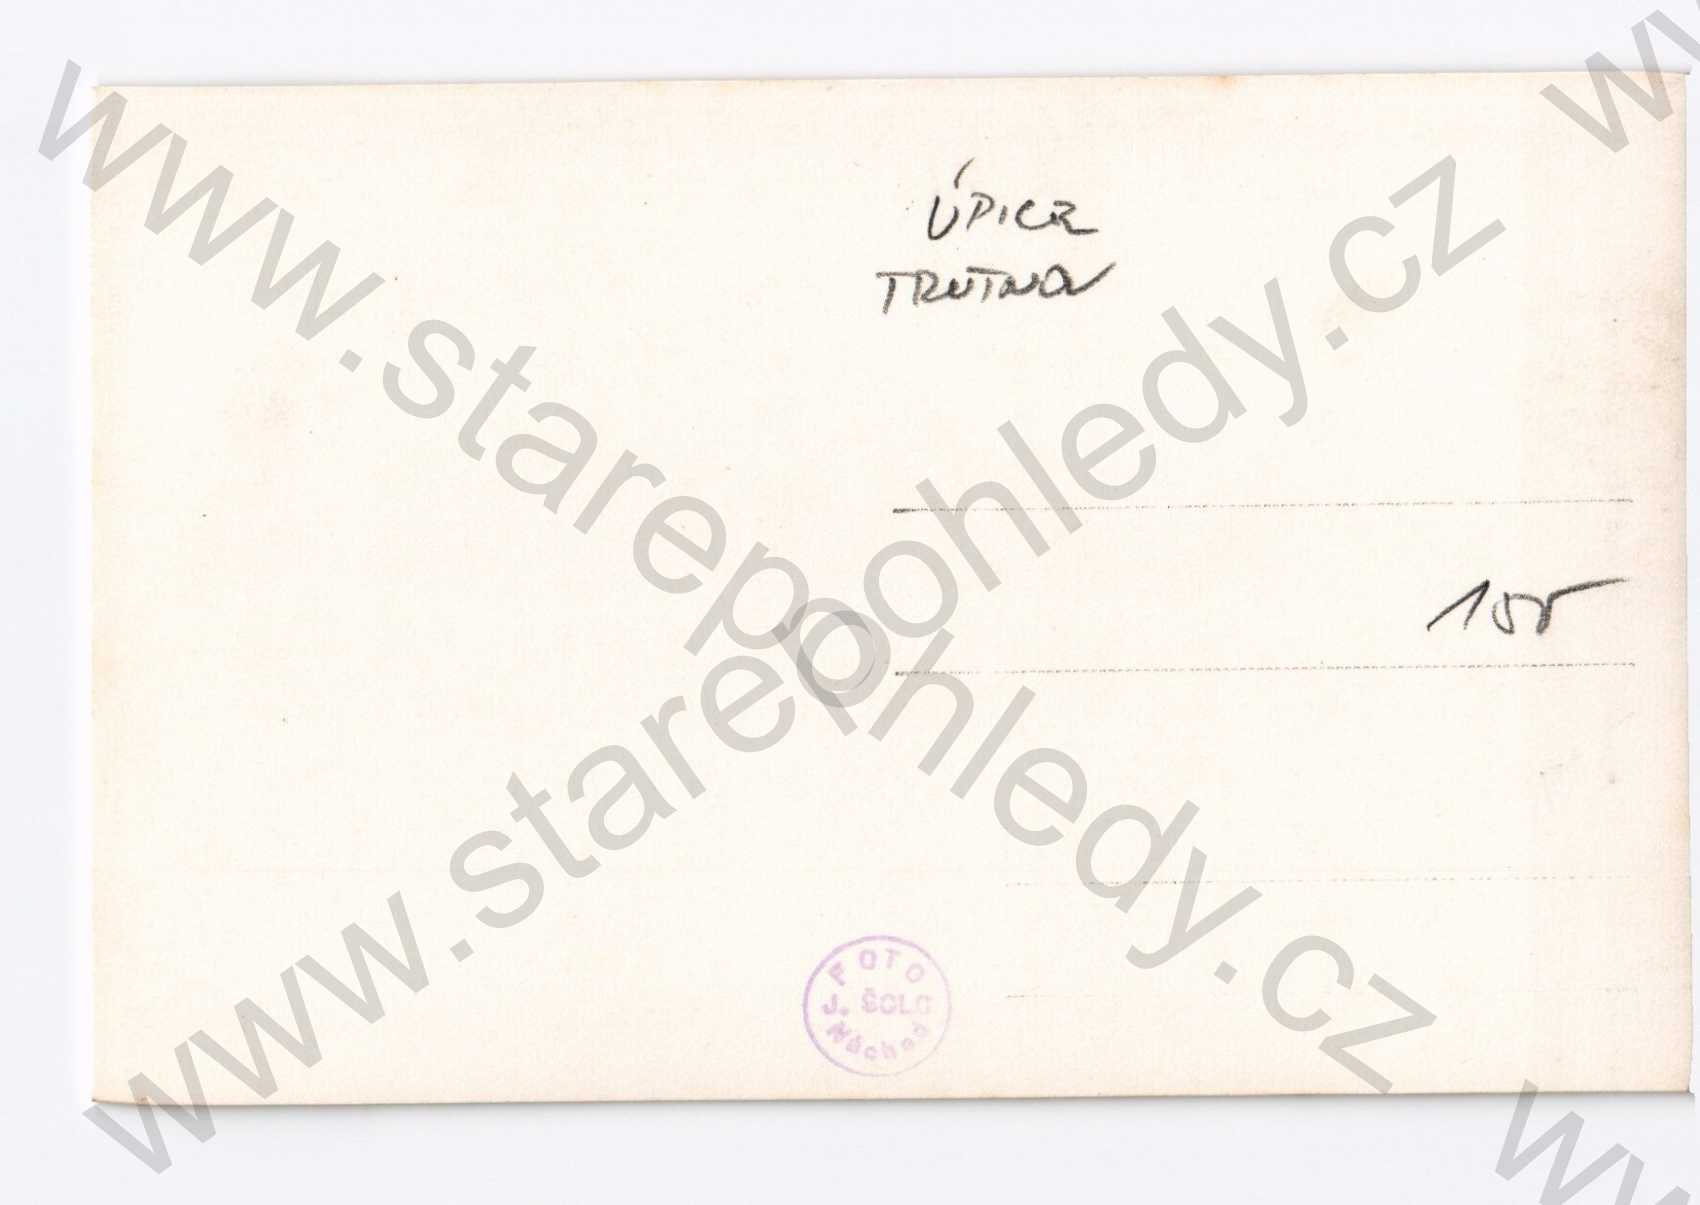 ÚPICE
TRUTNOV
155
FOTO
J. ŠOLC
Náchod
www.starepohledy.cz
www.starepohledy.cz